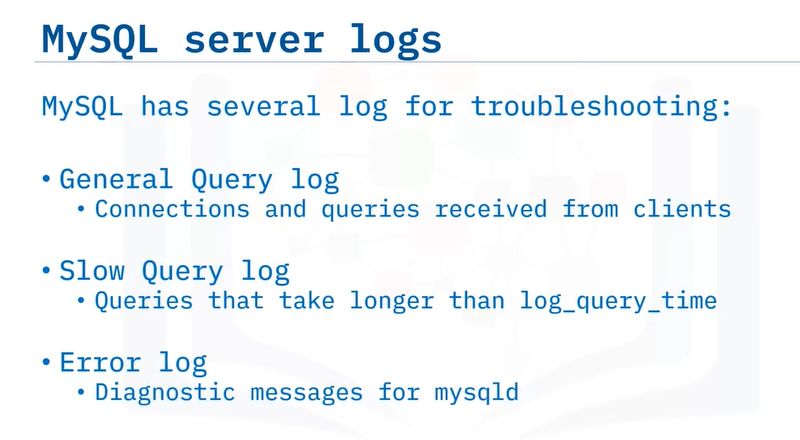 MySQL server logs
MySQL has several log for troubleshooting:
• General Query log
• Connections and queries received from clients
• Slow Query log
• Queries that take longer than log_query_time
• Error log
• Diagnostic messages for mysqld